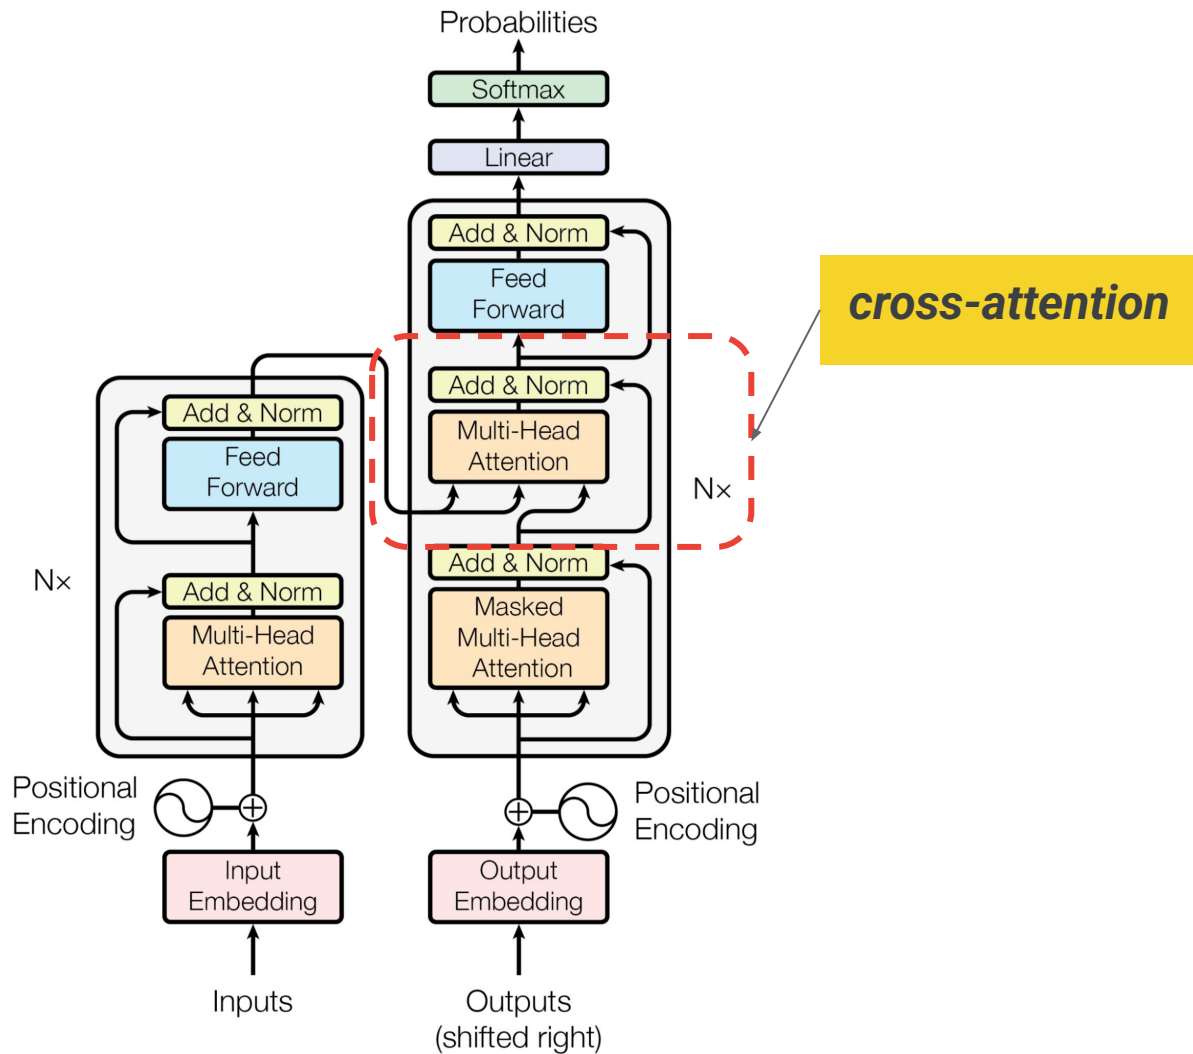 Probabilities
Softmax
Linear
Add & Norm
Feed
Forward
cross-attention
Add & Norm
Multi-Head
Attention
N×
Add & Norm
Masked
Multi-Head
Attention
Add & Norm
Feed
Forward
N×
Add & Norm
Multi-Head
Attention
Positional
Encoding
Positional
Encoding
Input
Embedding
Output
Embedding
Inputs
Outputs
(shifted right)